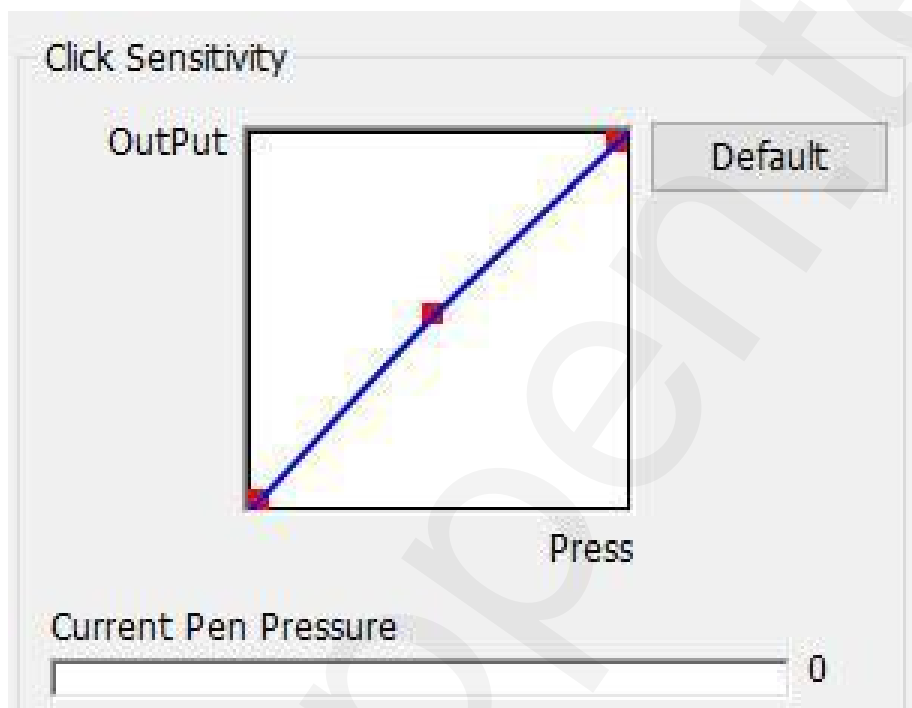 Click Sensitivity
OutPut
Default
Press
Current Pen Pressure
0